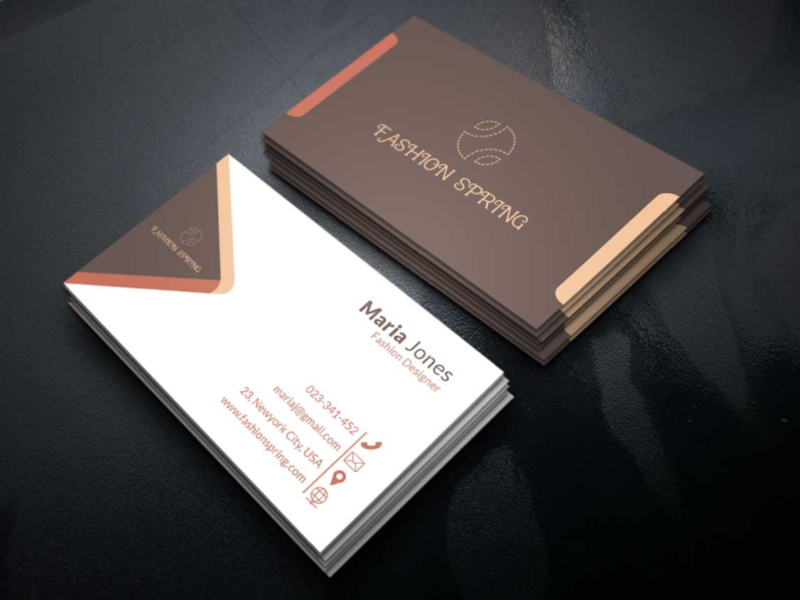 FASHION SPRING
FASHION SPRING
Maria Jones
Fashion Designer
023-341-452
mariaj@gmail.com
23, Newyork City, USA
www.fashionspring.com